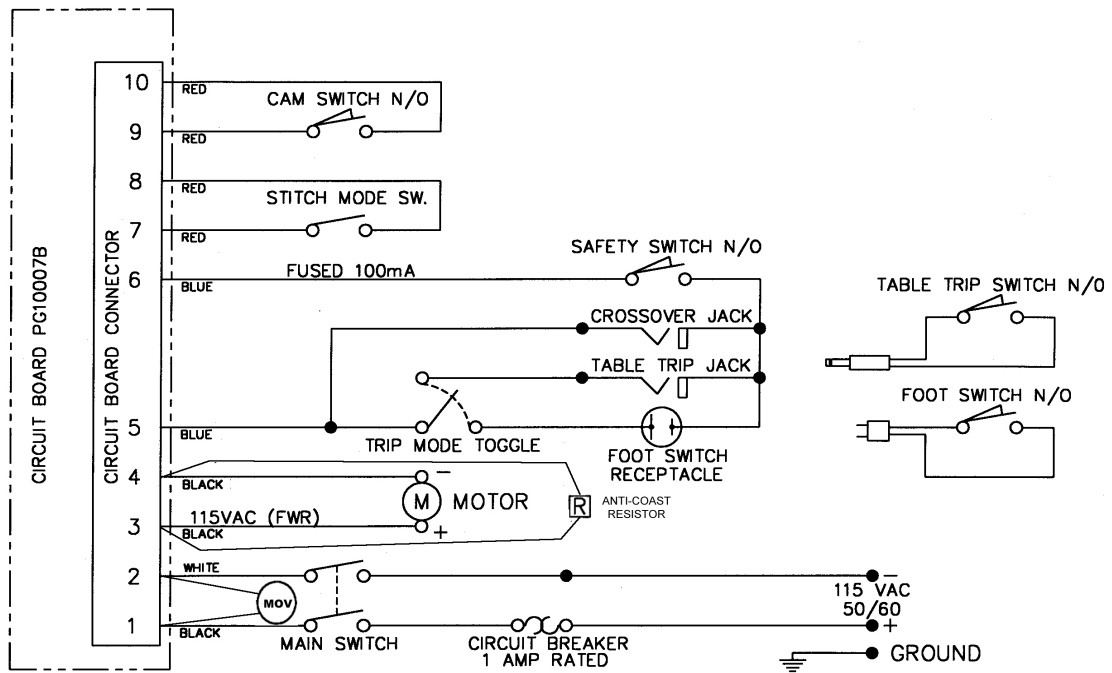 CIRCUIT BOARD PG10007B
CIRCUIT BOARD CONNECTOR
10
RED
CAM SWITCH N/O
9
RED
8
RED
STITCH MODE SW.
7
RED
SAFETY SWITCH N/O
6
BLUE
FUSED 100mA
TABLE TRIP SWITCH N/O
CROSSOVER JACK
TABLE TRIP JACK
FOOT SWITCH N/O
5
BLUE
TRIP MODE TOGGLE
FOOT SWITCH
RECEPTACLE
4
BLACK
−
M
MOTOR
R
ANTI-COAST
RESISTOR
3
115VAC (FWR)
BLACK
+
2
WHITE
−
115 VAC
50/60
MOV
1
BLACK
+
MAIN SWITCH
CIRCUIT BREAKER
1 AMP RATED
GROUND